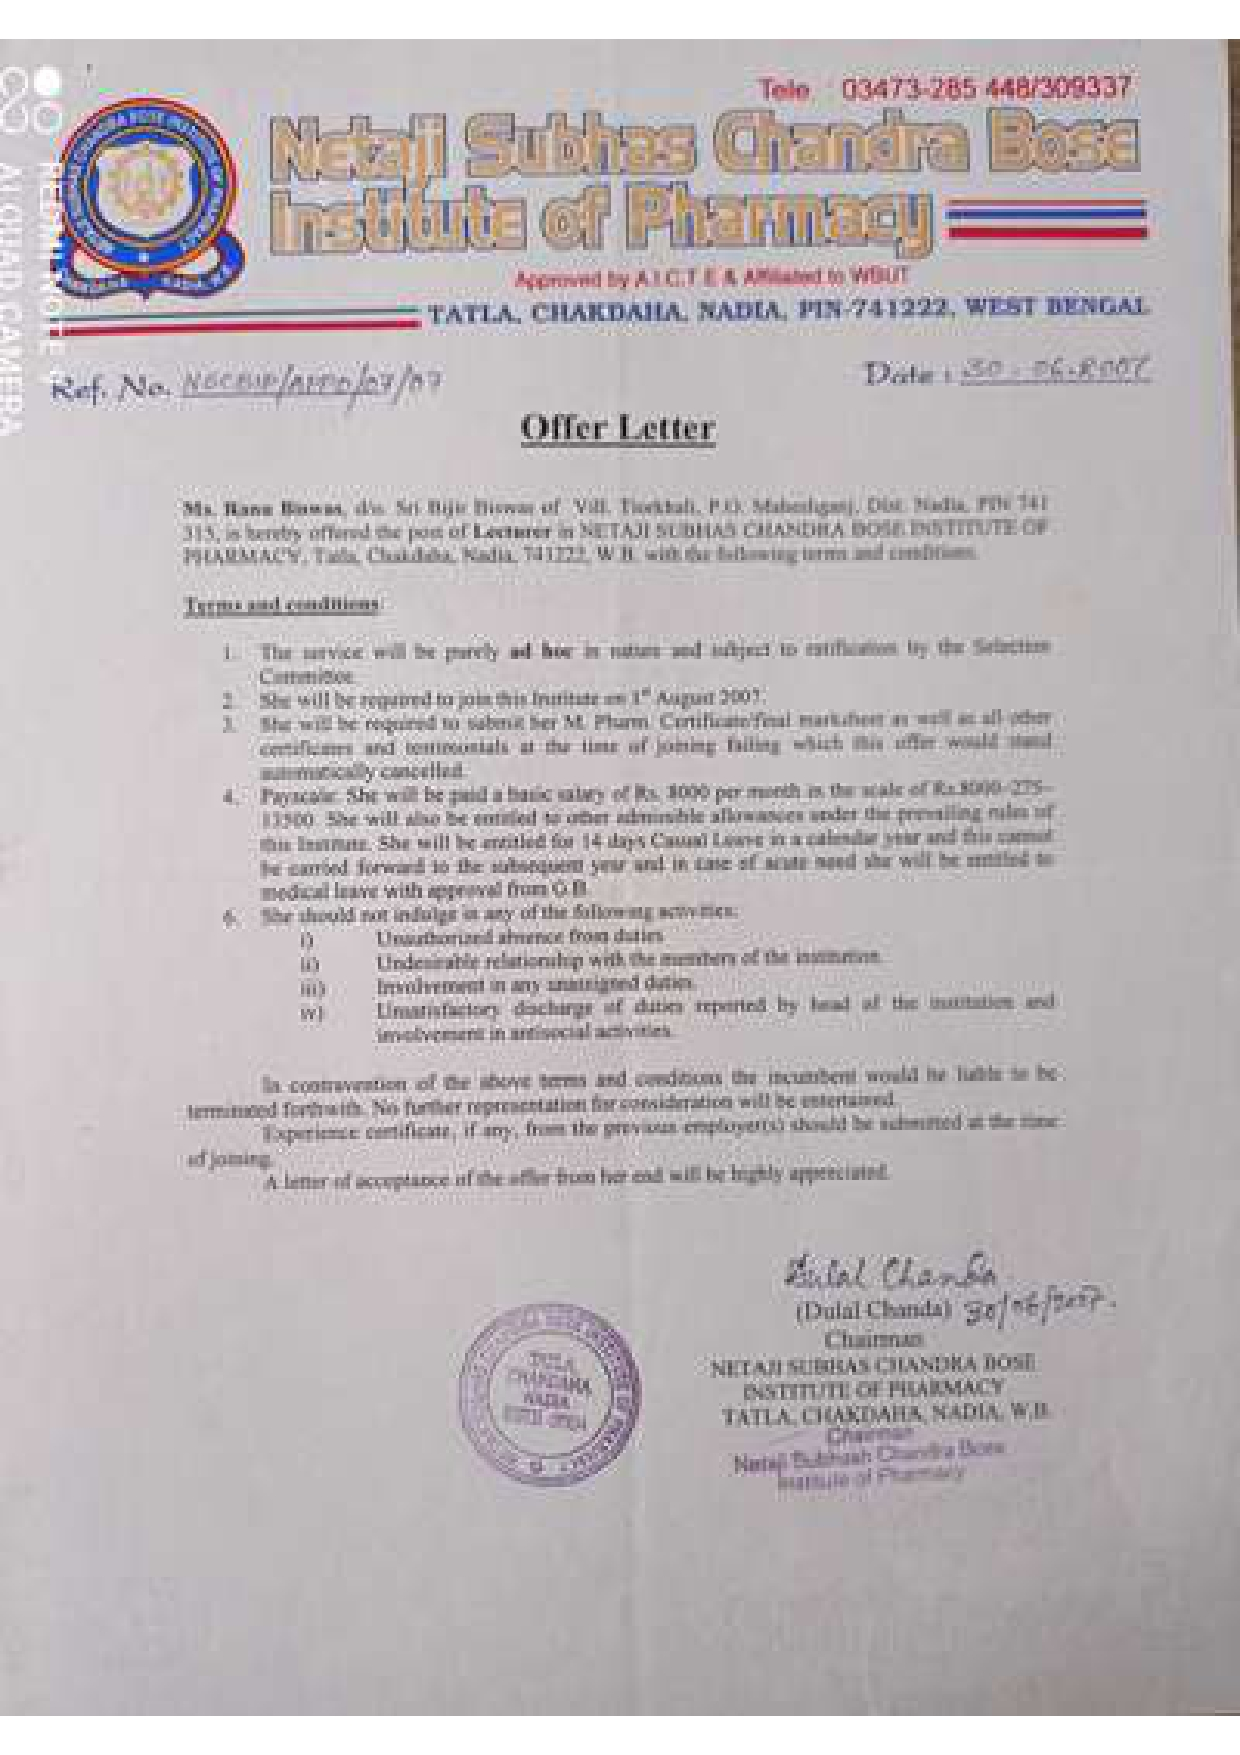 Tele 03473-285 448/309337
Netaji Subhas Chandra Bose
Institute of Pharmacy
Approved by A.I.C.T.E & Affiliated to WBUT
TATLA, CHAKDAHA, NADIA, PIN-741222, WEST BENGAL
Ref. No. NSCBIP/APPO/07/07
Date : 30-06-2007
Offer Letter
Ms. Ranu Biswas, d/o. Sri Biswas of Vill. P.O. Maheshganj, Dist. Nadia, PIN 741
315, is hereby offered the post of Lecturer in NETAJI SUBHAS CHANDRA BOSE INSTITUTE OF
PHARMACY, Tatla, Chakdaha, Nadia, 741222, W.B. with the following terms and conditions.
Terms and conditions:
1. The service will be purely ad hoc in nature and subject to ratification by the Selection
Committee.
2. She will be required to join this Institute on 1st August 2007.
3. She will be required to submit her M. Pharm. Certificate/final marksheet as well as all other
certificates and testimonials at the time of joining failing which this offer would stand
automatically cancelled.
4. Payscale: She will be paid a basic salary of Rs. 8000 per month in the scale of Rs.8000-275-
13500. She will also be entitled to other admissible allowances under the prevailing rules of
this Institute. She will be entitled for 14 days Casual Leave in a calendar year and this cannot
be carried forward to the subsequent year and in case of acute need she will be entitled to
medical leave with approval from G.B.
6. She should not indulge in any of the following activities:
i) Unauthorized absence from duties
ii) Undesirable relationship with the members of the institution.
iii) Involvement in any unassigned duties.
iv) Unsatisfactory discharge of duties reported by head of the institution and
involvement in antisocial activities.
In contravention of the above terms and conditions the incumbent would be liable to be
terminated forthwith. No further representation for consideration will be entertained.
Experience certificate, if any, from the previous employer(s) should be submitted at the time
of joining.
A letter of acceptance of the offer from her end will be highly appreciated.
Dulal Chanda
(Dulal Chanda) 30/06/2007.
Chairman
NETAJI SUBHAS CHANDRA BOSE
INSTITUTE OF PHARMACY
TATLA, CHAKDAHA, NADIA, W.B.
Chairman
Netaji Subhash Chandra Bose
Institute of Pharmacy
TATLA
CHAKDAHA
NADIA
AI QUAD CAMERA